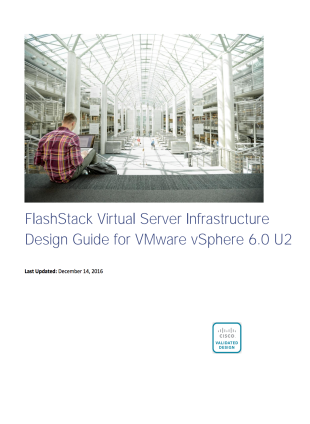 FlashStack Virtual Server Infrastructure
Design Guide for VMware vSphere 6.0 U2
Last Updated: December 14, 2016
CISCO
VALIDATED
DESIGN